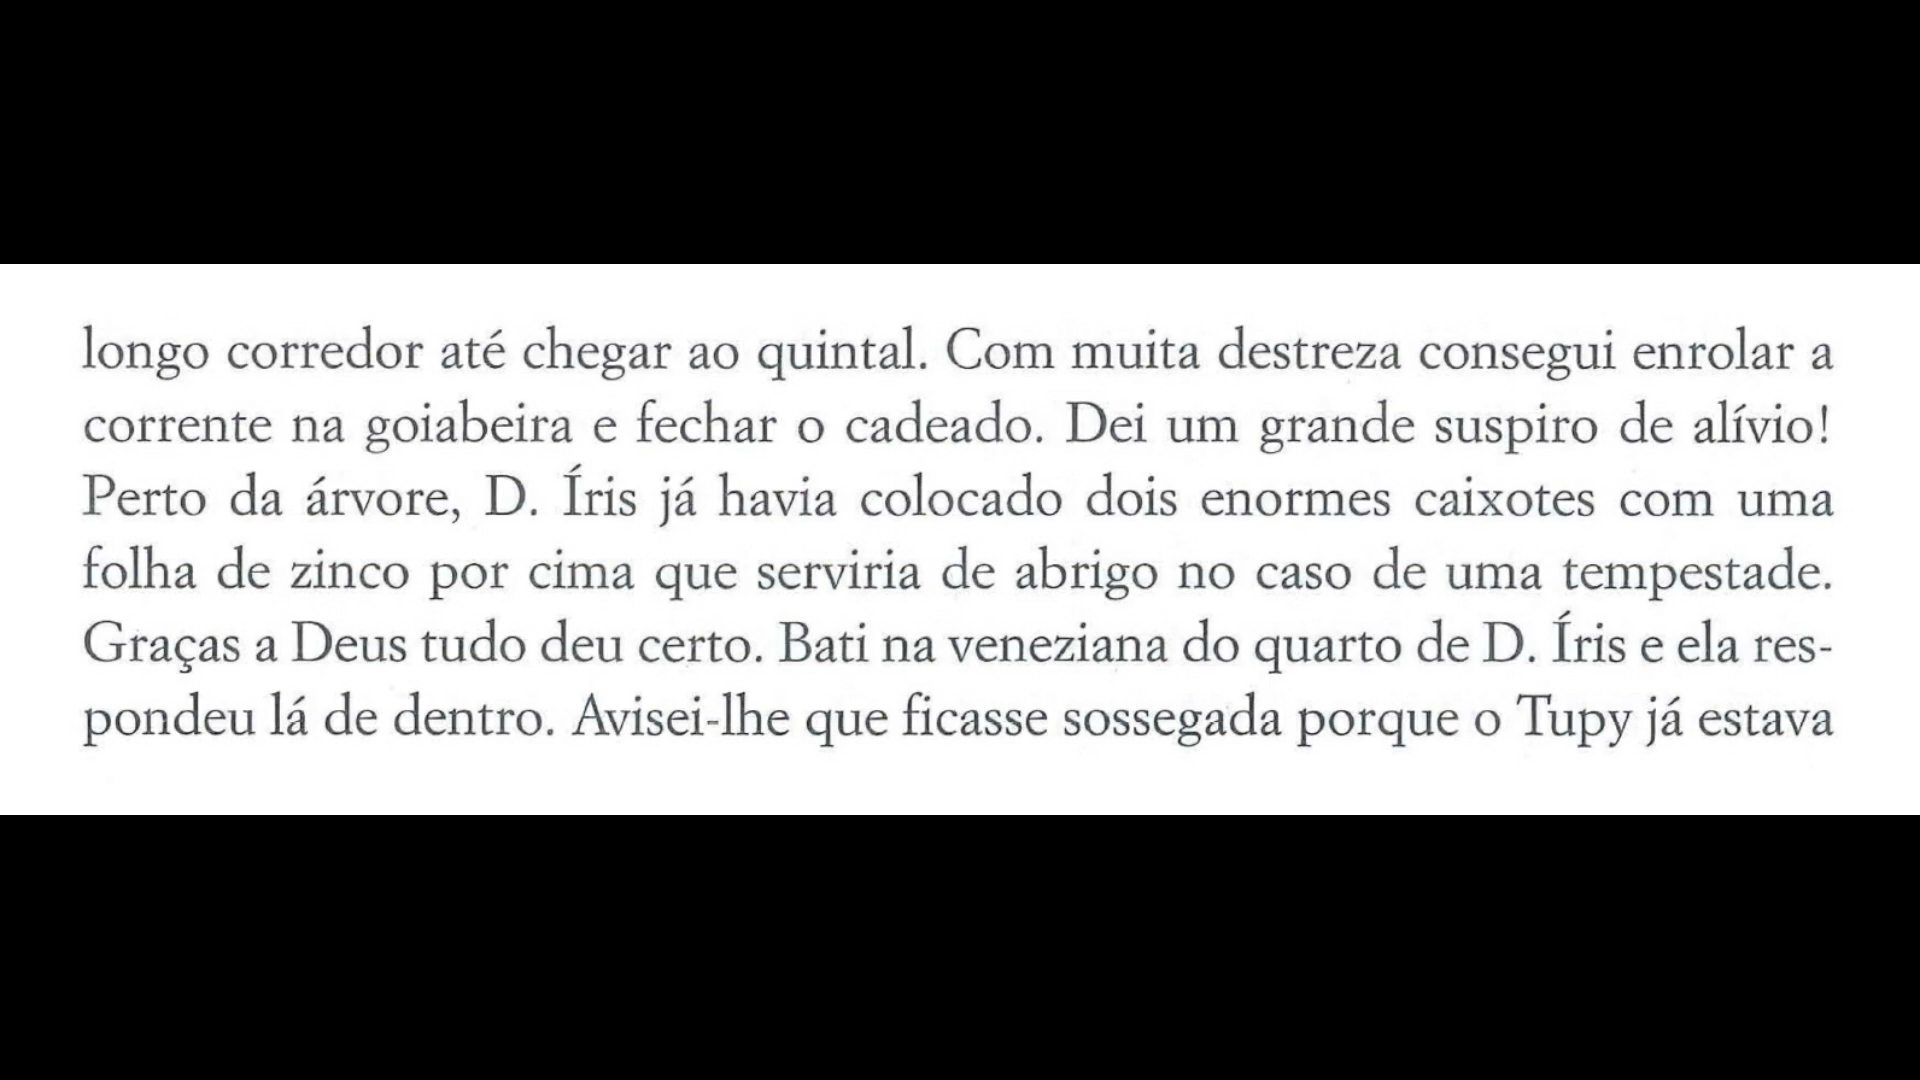 longo corredor até chegar ao quintal. Com muita destreza consegui enrolar a
corrente na goiabeira e fechar o cadeado. Dei um grande suspiro de alívio!
Perto da árvore, D. Íris já havia colocado dois enormes caixotes com uma
folha de zinco por cima que serviria de abrigo no caso de uma tempestade.
Graças a Deus tudo deu certo. Bati na veneziana do quarto de D. Íris e ela res-
pondeu lá de dentro. Avisei-lhe que ficasse sossegada porque o Tupy já estava